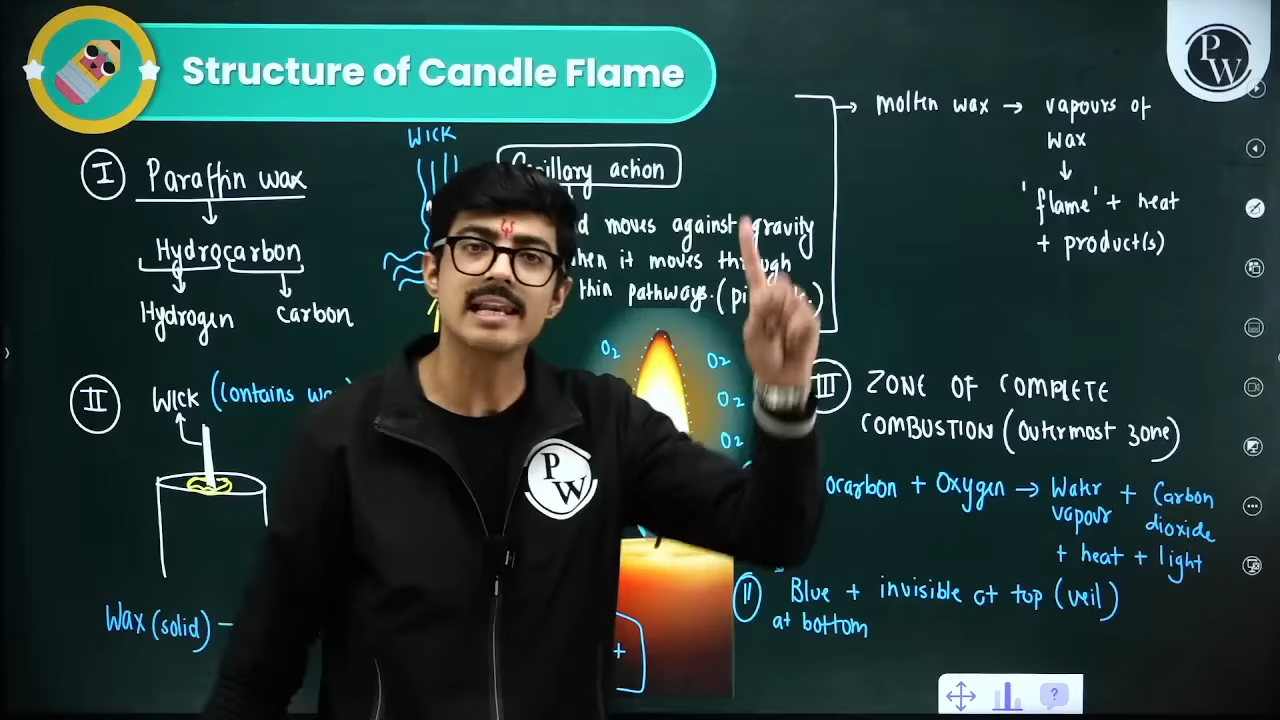 Structure of Candle Flame
PW
I Paraffin wax
Hydrocarbon
Hydrogen carbon
WICK
action
moves against gravity
it moves through
thin pathways.
molten wax → vapours of
wax
'flame' + heat
+ product(s)
II WICK (contains
Wax (solid) –
O2
O2
O2
O2
III ZONE OF COMPLETE
COMBUSTION (Outermost zone)
+ Oxygen → Water + Carbon
vapour dioxide
+ heat + light
II Blue + invisible at top (veil)
at bottom
+
PW
?